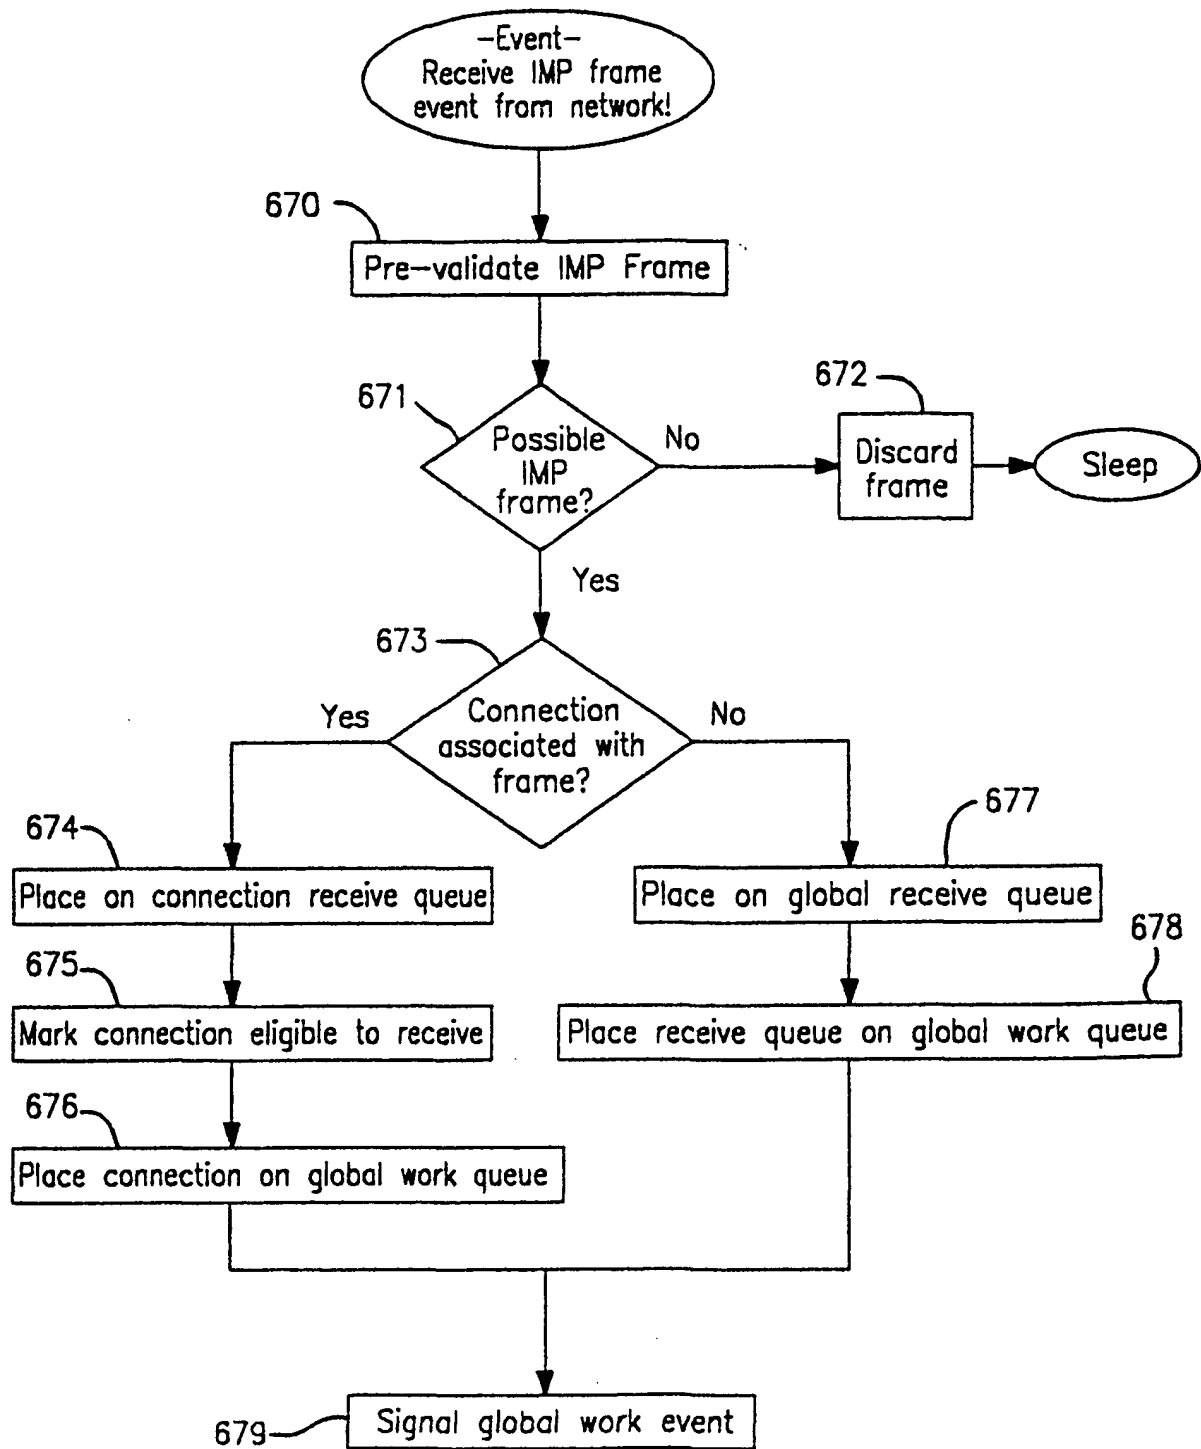 -Event-
Receive IMP frame
event from network!
670
Pre-validate IMP Frame
671
Possible
IMP
frame?
No
672
Discard
frame
Sleep
Yes
673
Connection
associated with
frame?
Yes
No
674
Place on connection receive queue
677
Place on global receive queue
675
Mark connection eligible to receive
678
Place receive queue on global work queue
676
Place connection on global work queue
679
Signal global work event